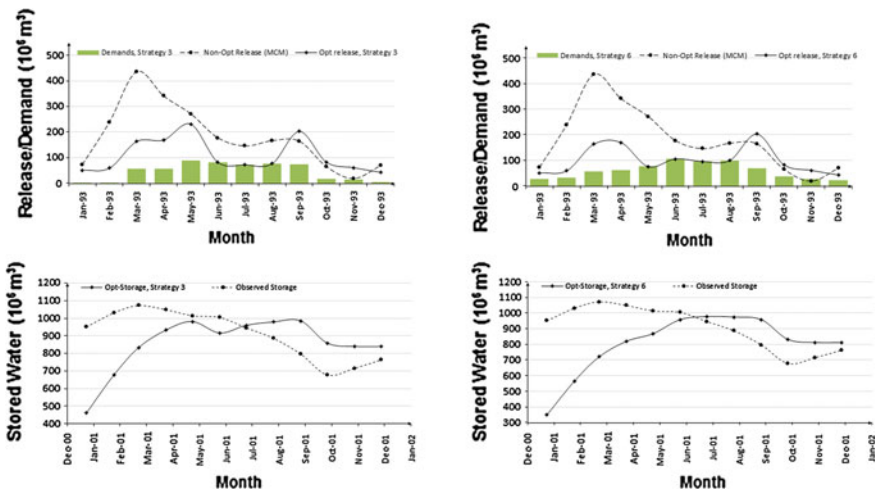 Demands, Strategy 3 Non-Opt Release (MCM) Opt release, Strategy 3
Release/Demand (10⁶ m³)
500
400
300
200
100
0
Jan-93 Feb-93 Mar-93 Apr-93 May-93 Jun-93 Jul-93 Aug-93 Sep-93 Oct-93 Nov-93 Dec-93
Month
Demands, Strategy 6 Non-Opt Release (MCM) Opt release, Strategy 6
Release/Demand (10⁶ m³)
500
400
300
200
100
0
Jan-93 Feb-93 Mar-93 Apr-93 May-93 Jun-93 Jul-93 Aug-93 Sep-93 Oct-93 Nov-93 Dec-93
Month
Opt-Storage, Strategy 3 Observed Storage
Stored Water (10⁶ m³)
1200
1100
1000
900
800
700
600
500
400
Dec-00 Jan-01 Feb-01 Mar-01 Apr-01 May-01 Jun-01 Jul-01 Aug-01 Sep-01 Oct-01 Nov-01 Dec-01 Jan-02
Month
Opt-Storage, Strategy 6 Observed Storage
Stored Water (10⁶ m³)
1200
1100
1000
900
800
700
600
500
400
300
Dec-00 Jan-01 Feb-01 Mar-01 Apr-01 May-01 Jun-01 Jul-01 Aug-01 Sep-01 Oct-01 Nov-01 Dec-01 Jan-02
Month